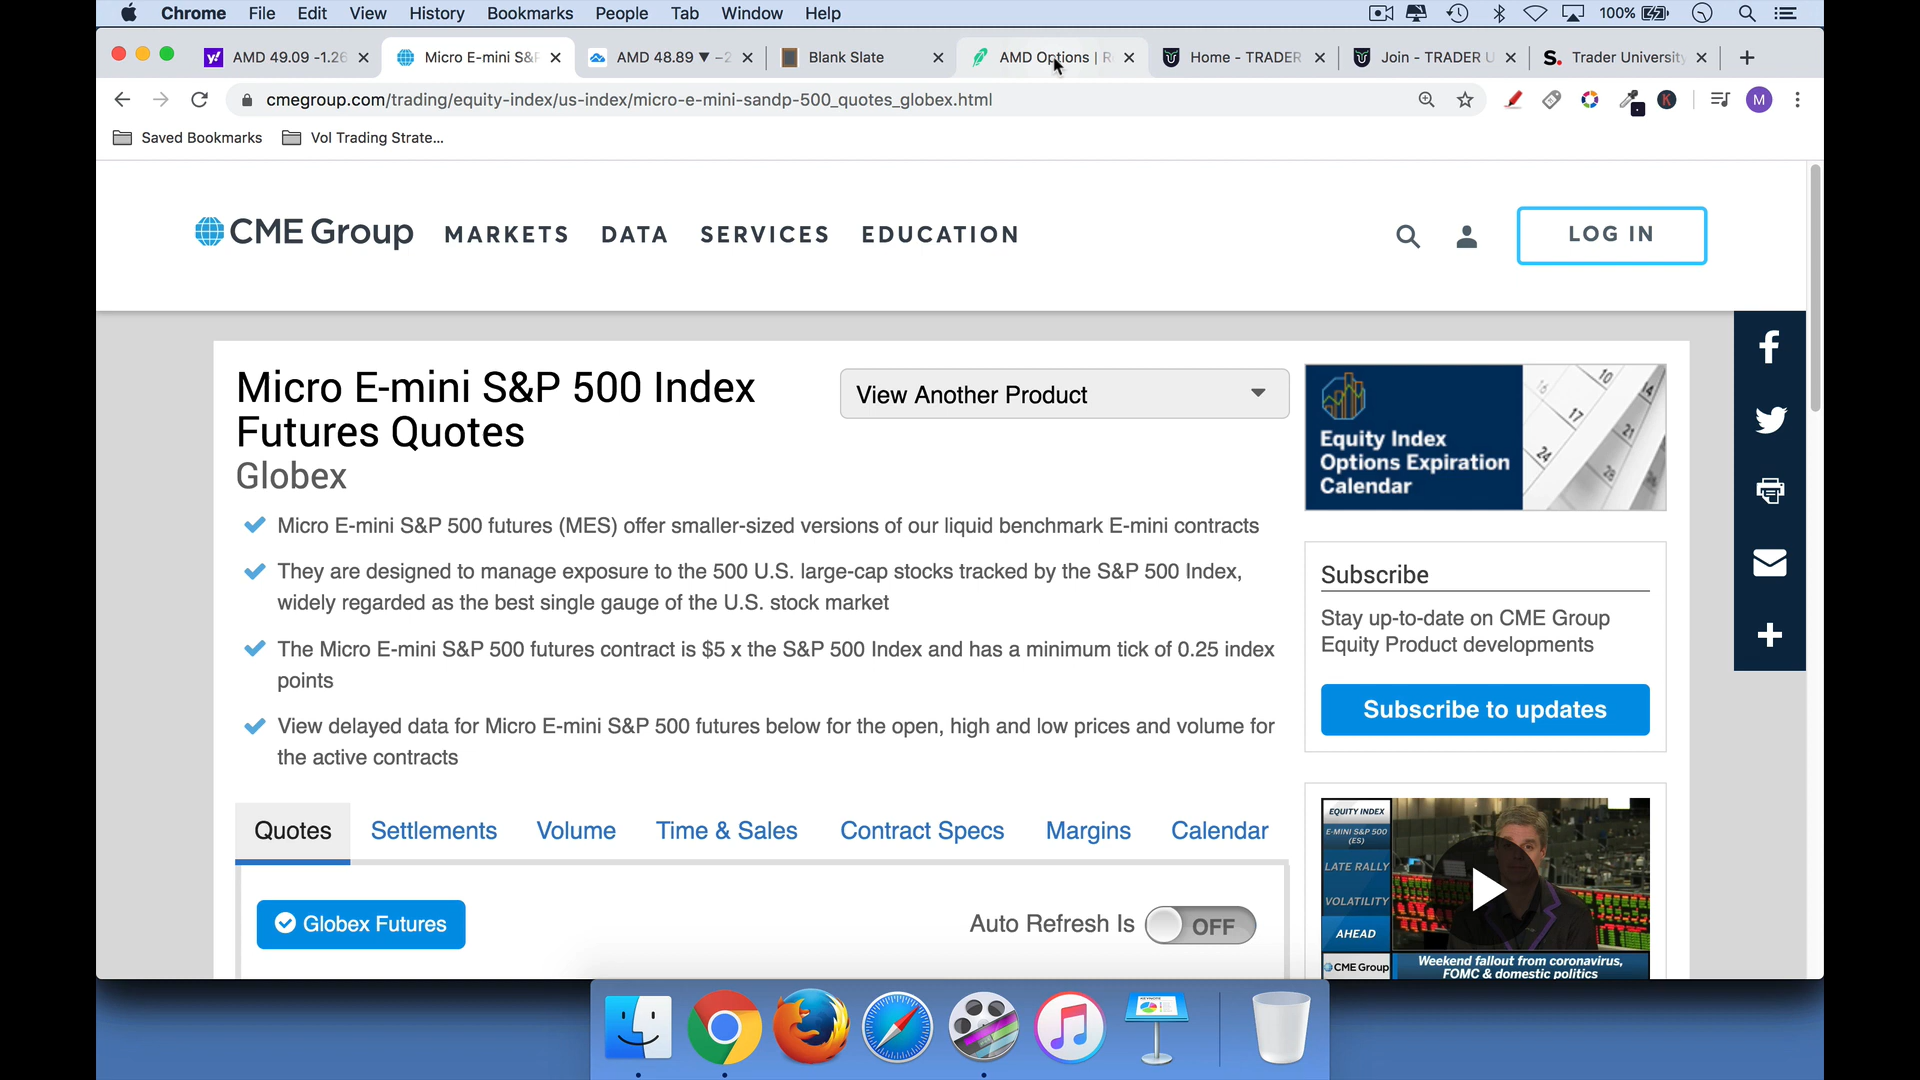 Chrome File Edit View History Bookmarks People Tab Window Help 100%
AMD 49.09 -1.26 Micro E-mini S&P AMD 48.89 ▼ -2 Blank Slate AMD Options | R Home - TRADER Join - TRADER U Trader University
cmegroup.com/trading/equity-index/us-index/micro-e-mini-sandp-500_quotes_globex.html
Saved Bookmarks Vol Trading Strate...
CME Group MARKETS DATA SERVICES EDUCATION LOG IN
Micro E-mini S&P 500 Index
Futures Quotes
Globex
View Another Product
Micro E-mini S&P 500 futures (MES) offer smaller-sized versions of our liquid benchmark E-mini contracts
They are designed to manage exposure to the 500 U.S. large-cap stocks tracked by the S&P 500 Index,
widely regarded as the best single gauge of the U.S. stock market
The Micro E-mini S&P 500 futures contract is $5 x the S&P 500 Index and has a minimum tick of 0.25 index
points
View delayed data for Micro E-mini S&P 500 futures below for the open, high and low prices and volume for
the active contracts
Quotes Settlements Volume Time & Sales Contract Specs Margins Calendar
Globex Futures Auto Refresh Is OFF
Equity Index
Options Expiration
Calendar
16 10 14
17
21
24
28
Subscribe
Stay up-to-date on CME Group
Equity Product developments
Subscribe to updates
EQUITY INDEX
E-MINI S&P 500
(ES)
LATE RALLY
VOLATILITY
AHEAD
CME Group
Weekend fallout from coronavirus,
FOMC & domestic politics
KEYNOTE